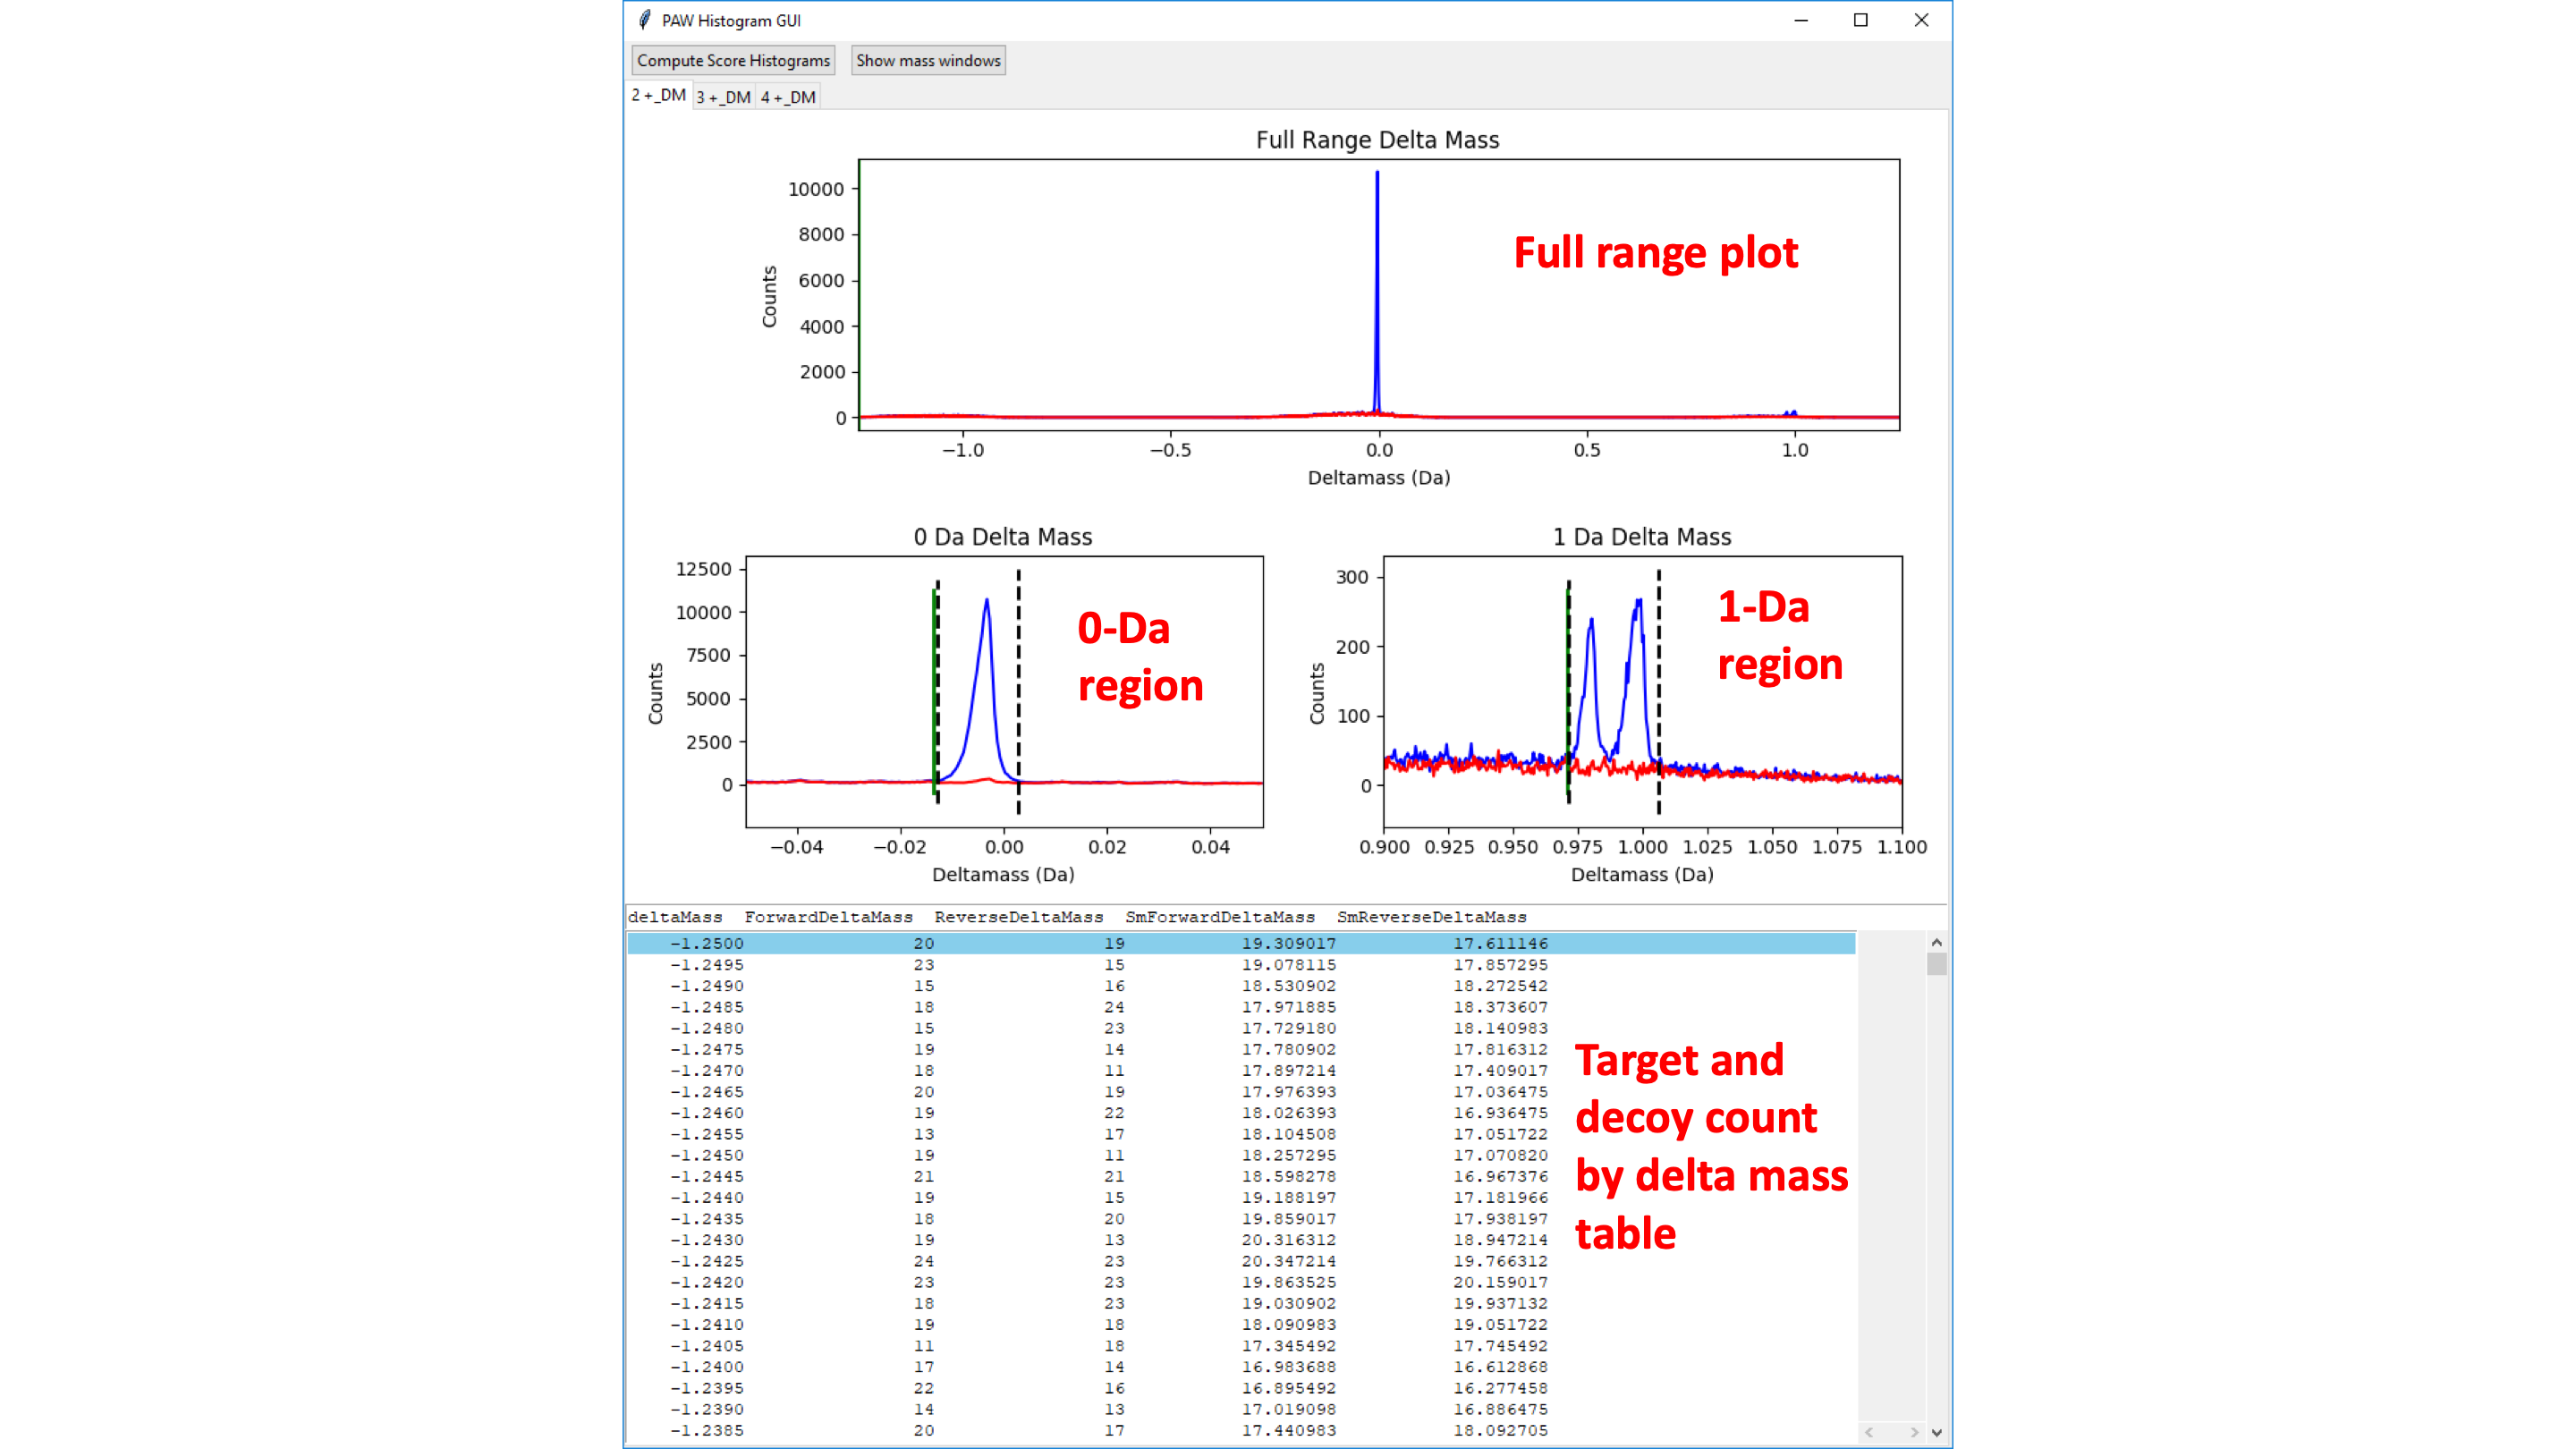 PAW Histogram GUI
Compute Score Histograms Show mass windows
2 +_DM 3 +_DM 4 +_DM
Full Range Delta Mass
10000
8000
6000
4000
2000
0
Counts
Full range plot
−1.0 −0.5 0.0 0.5 1.0
Deltamass (Da)
0 Da Delta Mass
12500
10000
7500
5000
2500
0
Counts
0-Da
region
−0.04 −0.02 0.00 0.02 0.04
Deltamass (Da)
1 Da Delta Mass
300
200
100
0
Counts
1-Da
region
0.900 0.925 0.950 0.975 1.000 1.025 1.050 1.075 1.100
Deltamass (Da)
deltaMass ForwardDeltaMass ReverseDeltaMass SmForwardDeltaMass SmReverseDeltaMass
-1.2500 20 19 19.309017 17.611146
-1.2495 23 15 19.078115 17.857295
-1.2490 15 16 18.530902 18.272542
-1.2485 18 24 17.971885 18.373607
-1.2480 15 23 17.729180 18.140983
-1.2475 19 14 17.780902 17.816312
-1.2470 18 11 17.897214 17.409017
-1.2465 20 19 17.976393 17.036475
-1.2460 19 22 18.026393 16.936475
-1.2455 13 17 18.104508 17.051722
-1.2450 19 11 18.257295 17.070820
-1.2445 21 21 18.598278 16.967376
-1.2440 19 15 19.188197 17.181966
-1.2435 18 20 19.859017 17.938197
-1.2430 19 13 20.316312 18.947214
-1.2425 24 23 20.347214 19.766312
-1.2420 23 23 19.863525 20.159017
-1.2415 18 23 19.030902 19.937132
-1.2410 19 18 18.090983 19.051722
-1.2405 11 18 17.345492 17.745492
-1.2400 17 14 16.983688 16.612868
-1.2395 22 16 16.895492 16.277458
-1.2390 14 13 17.019098 16.886475
-1.2385 20 17 17.440983 18.092705
Target and
decoy count
by delta mass
table